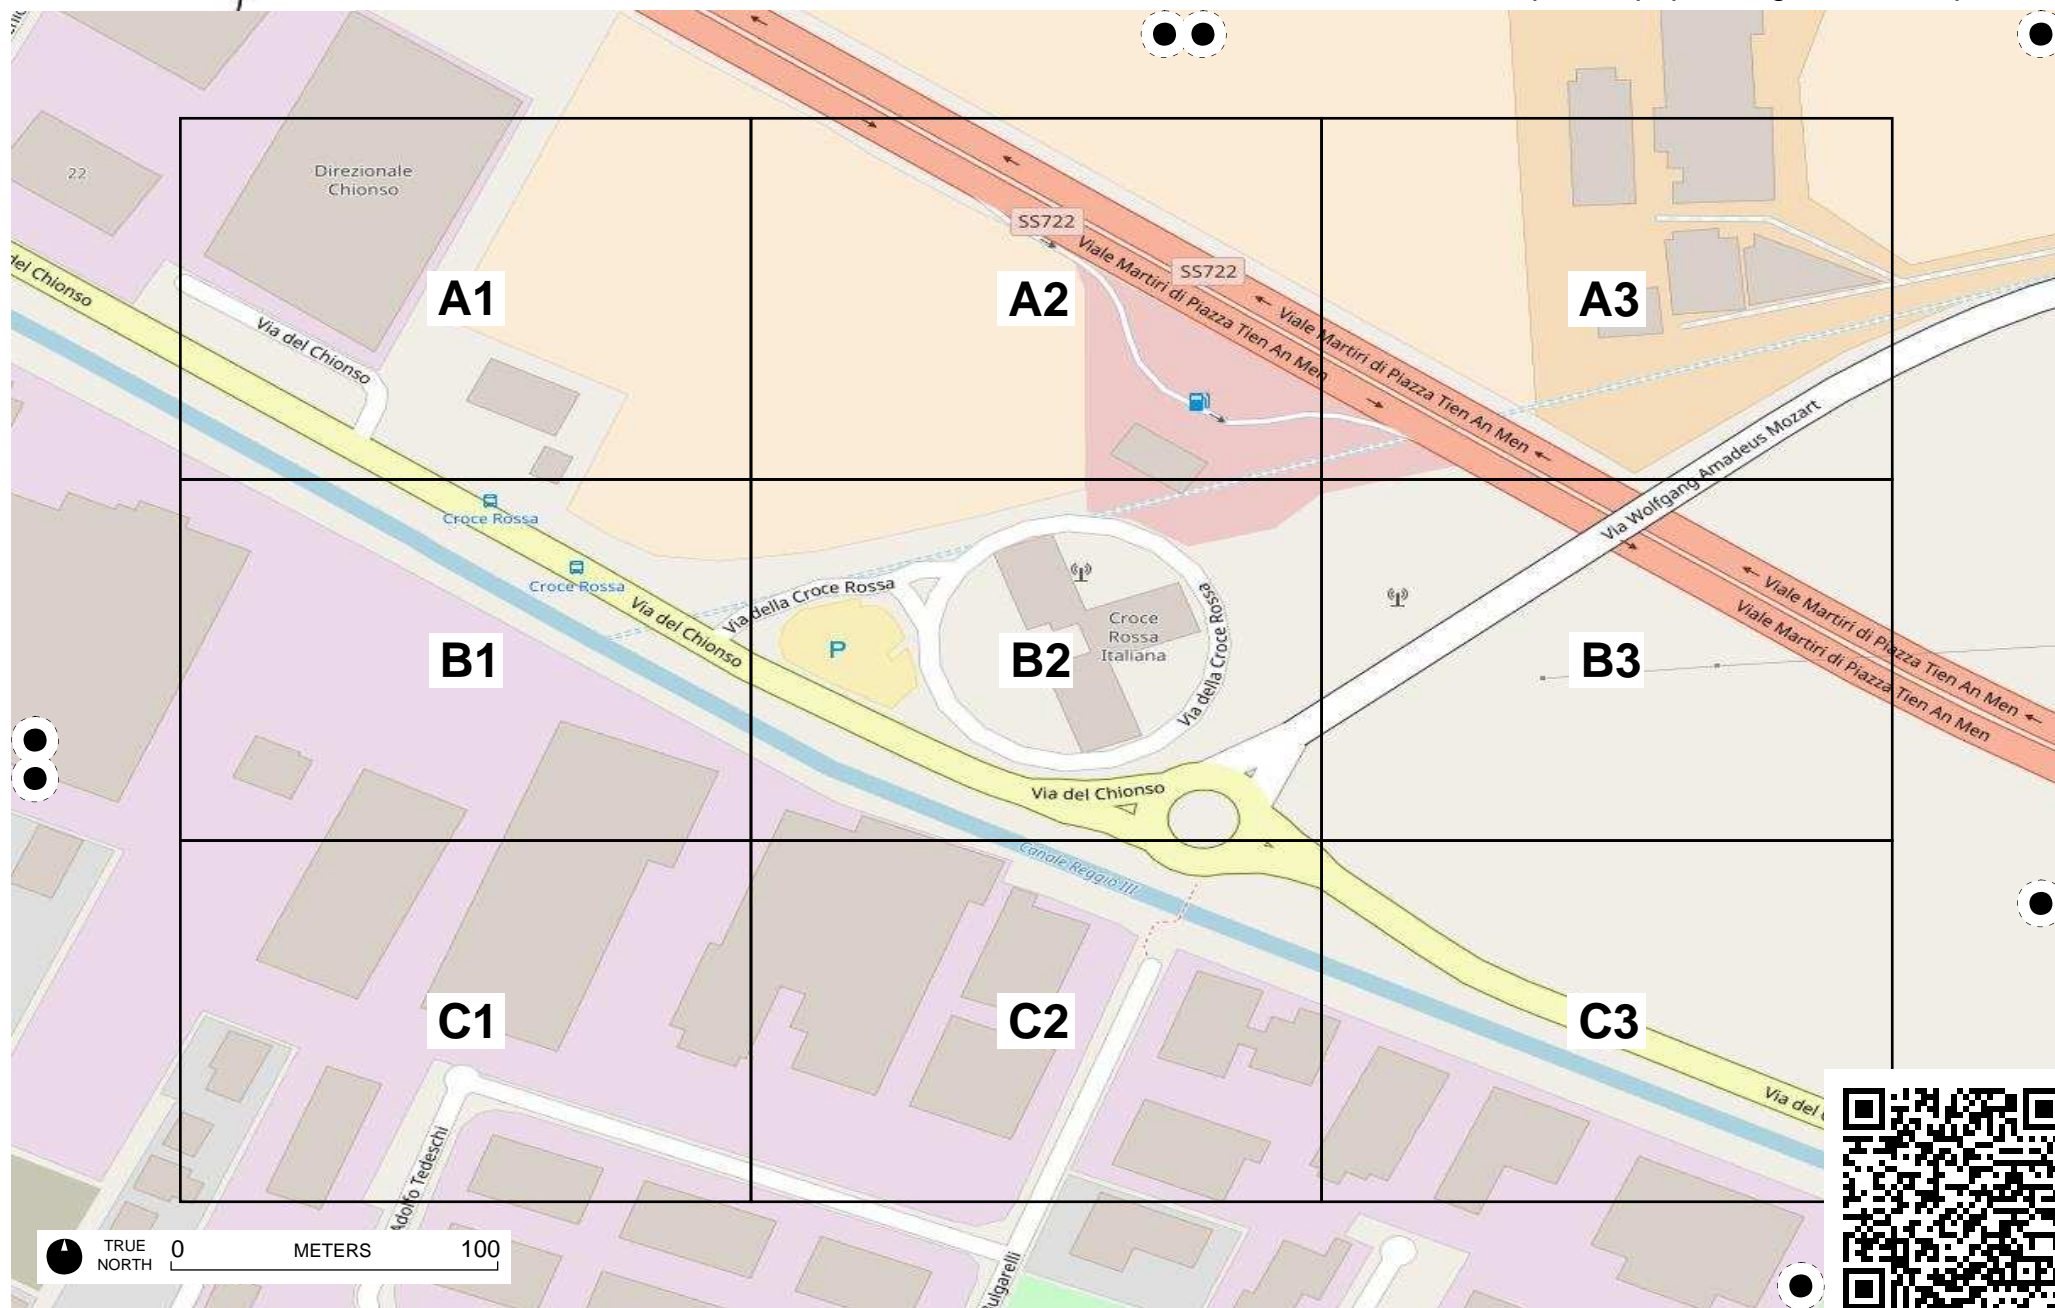 22
Direzionale
Chionso
SS722
Viale Martiri di Piazza Tien An Men
SS722
Viale Martiri di Piazza Tien An Men
del Chionso
A1
A2
A3
Via del Chionso
Via Wolfgang Amadeus Mozart
Croce Rossa
Croce Rossa
Via della Croce Rossa
Via del Chionso
P
Croce
Rossa
Italiana
Via della Croce Rossa
B1
B2
B3
Viale Martiri di Piazza Tien An Men
Viale Martiri di Piazza Tien An Men
Via del Chionso
Canale Reggio III
C1
C2
C3
Via del
Adolfo Tedeschi
TRUE
NORTH
0 METERS 100